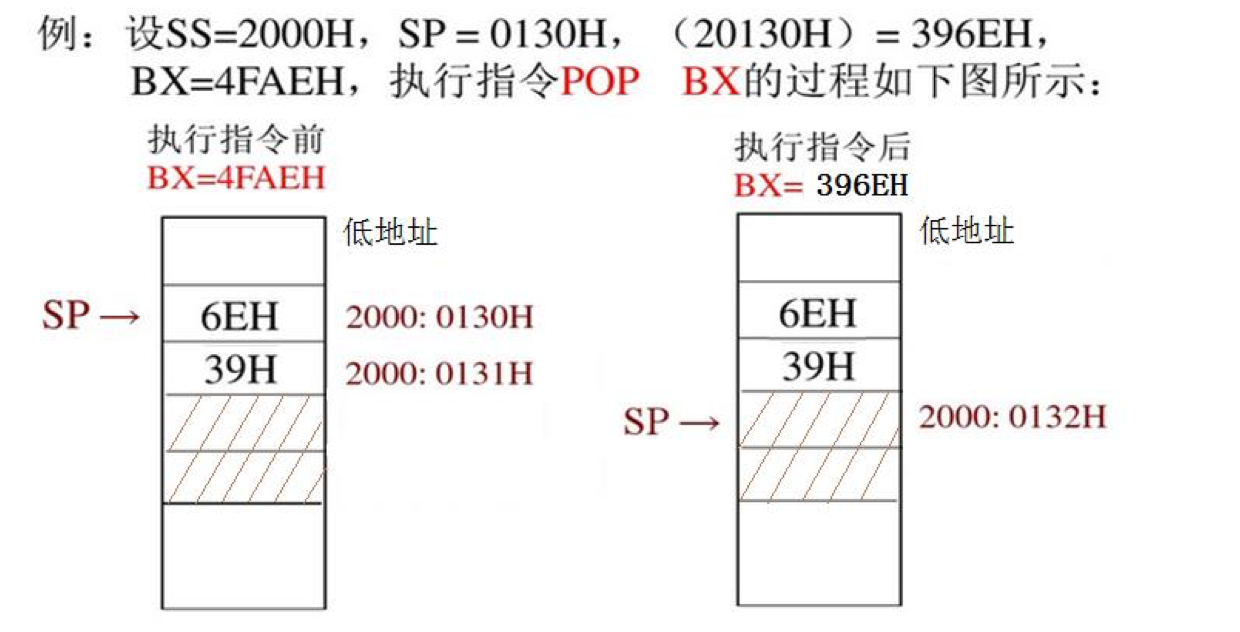 例：设SS=2000H，SP = 0130H，（20130H）= 396EH，
BX=4FAEH，执行指令POP BX的过程如下图所示：
执行指令前
BX=4FAEH
低地址
SP→ 6EH 2000: 0130H
39H 2000: 0131H
执行指令后
BX= 396EH
低地址
6EH
39H
SP→ 2000: 0132H